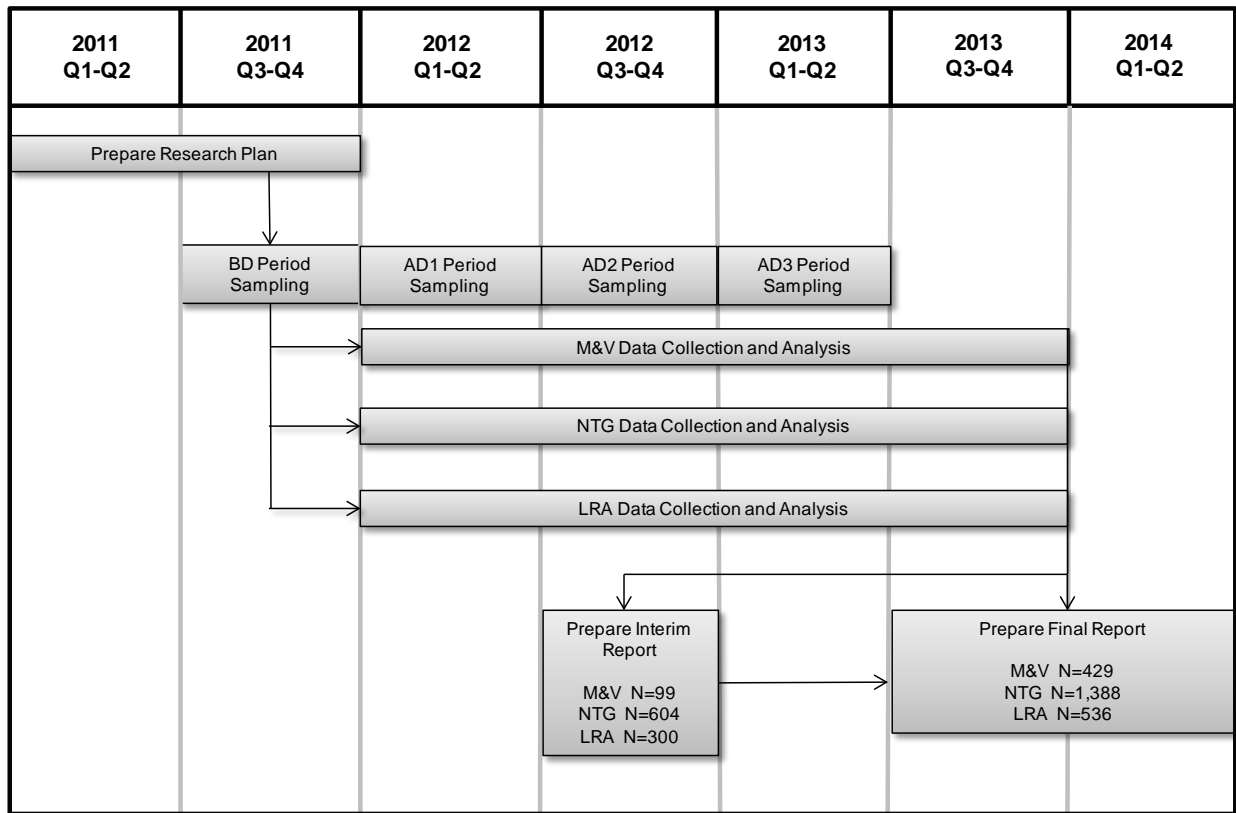 2011
Q1-Q2
2011
Q3-Q4
2012
Q1-Q2
2012
Q3-Q4
2013
Q1-Q2
2013
Q3-Q4
2014
Q1-Q2
Prepare Research Plan
BD Period
Sampling
AD1 Period
Sampling
AD2 Period
Sampling
AD3 Period
Sampling
M&V Data Collection and Analysis
NTG Data Collection and Analysis
LRA Data Collection and Analysis
Prepare Interim
Report
M&V N=99
NTG N=604
LRA N=300
Prepare Final Report
M&V N=429
NTG N=1,388
LRA N=536